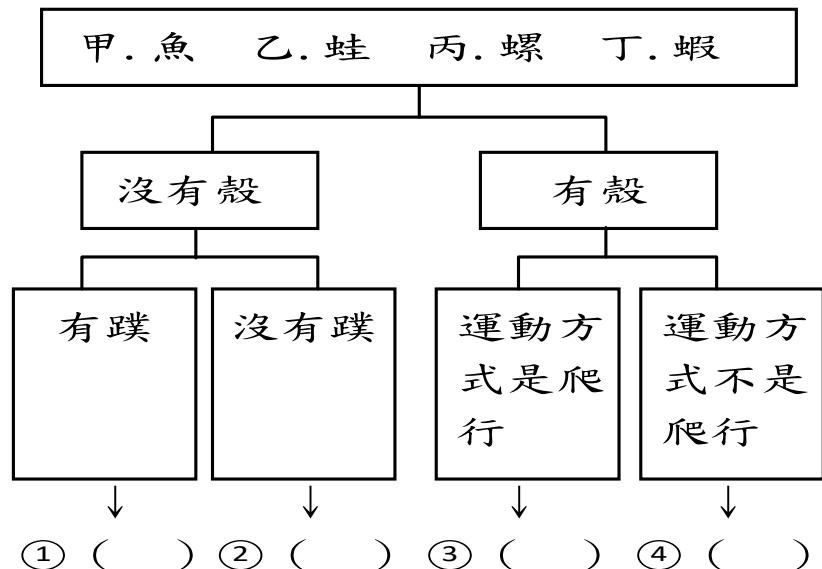 甲.魚 乙.蛙 丙.螺 丁.蝦
沒有殼
有殼
有蹼
沒有蹼
運動方
式是爬
行
運動方
式不是
爬行
↓ ↓ ↓ ↓
① ( ) ② ( ) ③ ( ) ④ ( )